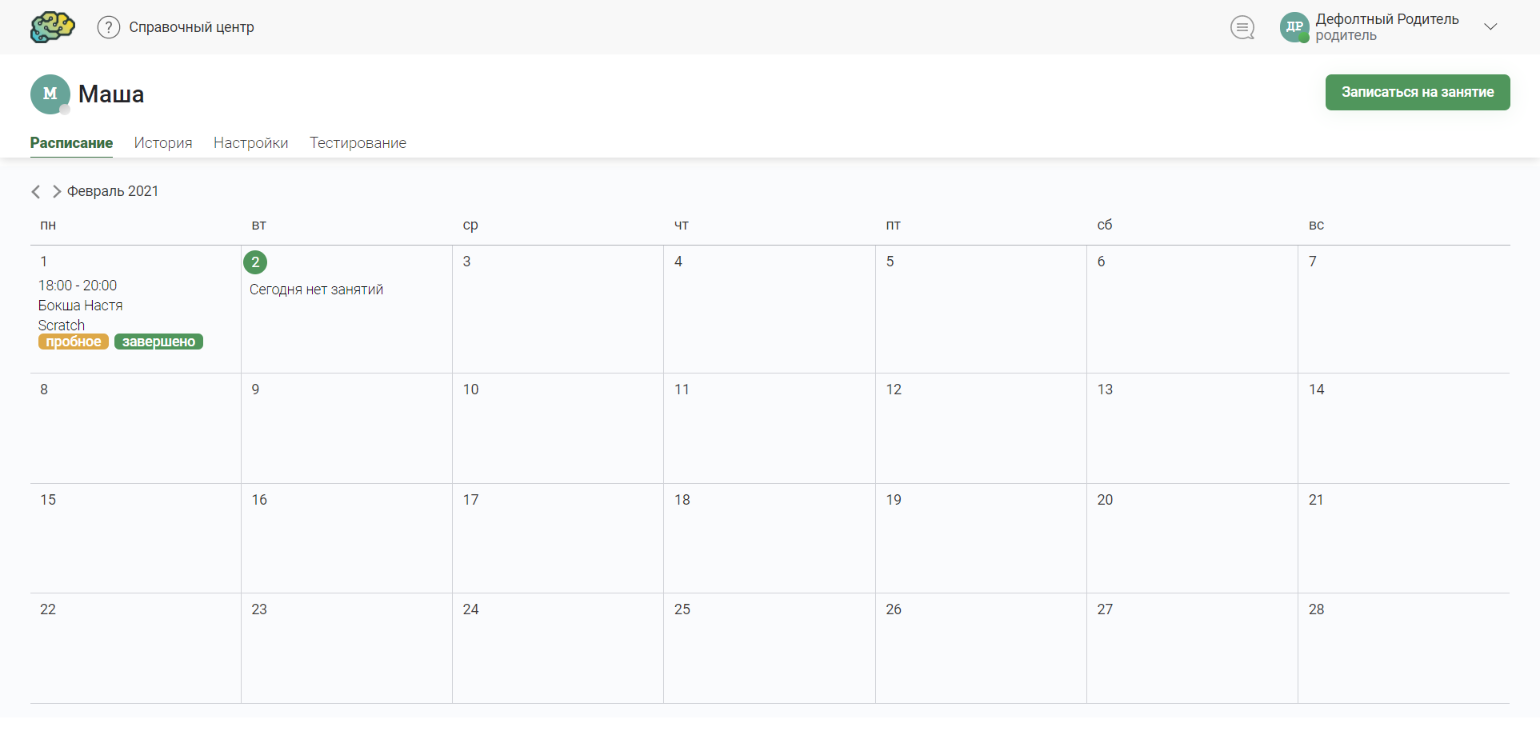 ? Справочный центр
ДР Дефолтный Родитель
родитель
М Маша
Записаться на занятие
Расписание История Настройки Тестирование
Февраль 2021
пн вт ср чт пт сб вс
1 2 3 4 5 6 7
18:00 - 20:00
Бокша Настя
Scratch
пробное завершено
Сегодня нет занятий
8 9 10 11 12 13 14
15 16 17 18 19 20 21
22 23 24 25 26 27 28